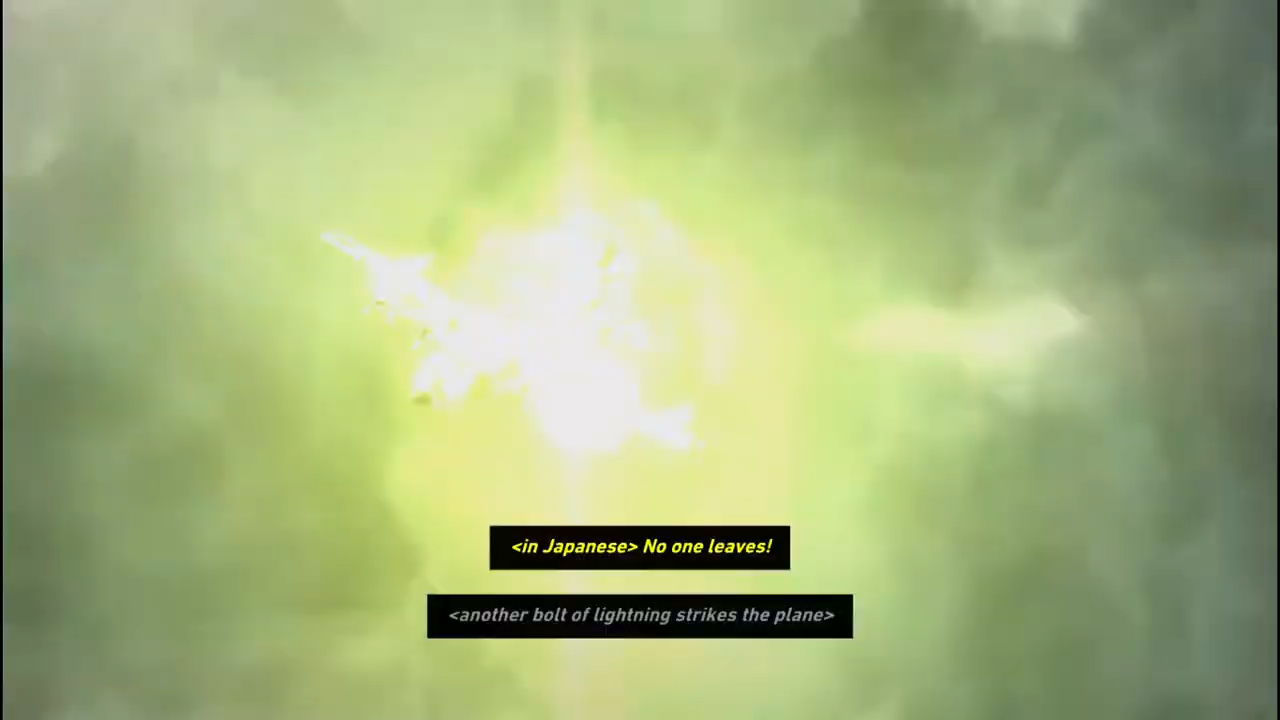 <in Japanese> No one leaves!
<another bolt of lightning strikes the plane>